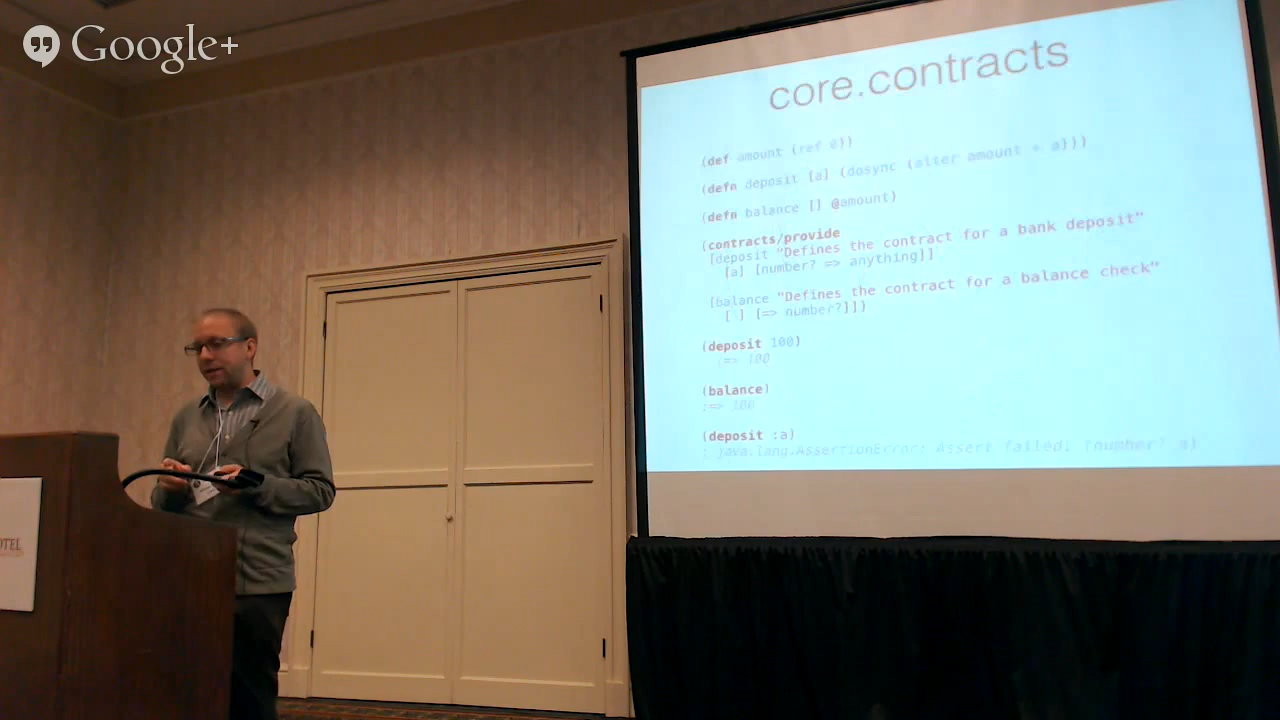 Google+
core.contracts
(def amount (ref 0))
(defn deposit [a] (dosync (alter amount + a)))
(defn balance [] @amount)
(contracts/provide
[deposit "Defines the contract for a bank deposit"
[a] [number? => anything]]
[balance "Defines the contract for a balance check"
[ ] [=> number?]])
(deposit 100)
;=> 100
(balance)
;=> 100
(deposit :a)
; java.lang.AssertionError: Assert failed: (number? a)